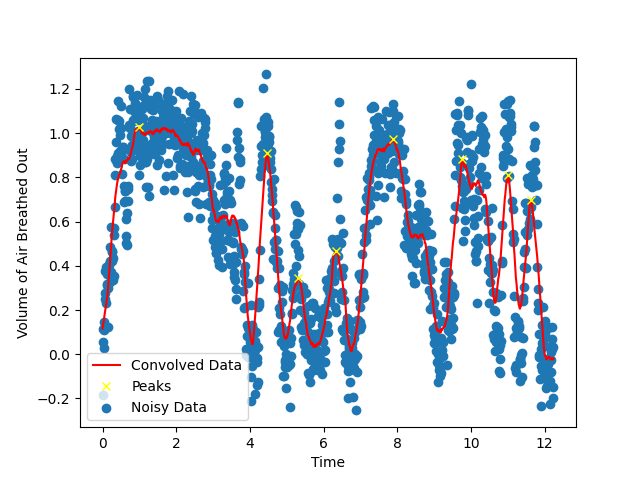 Volume of Air Breathed Out
1.2
1.0
0.8
0.6
0.4
0.2
0.0
−0.2
Convolved Data
Peaks
Noisy Data
0 2 4 6 8 10 12
Time